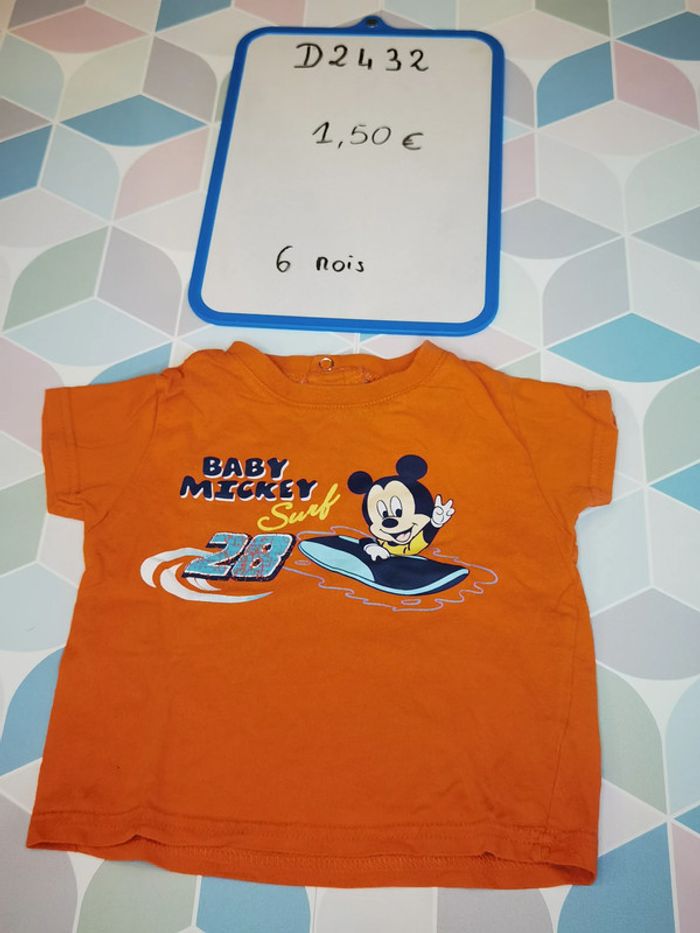 D2432
1,50 €
6 mois
BABY
MICKEY
Surf
28